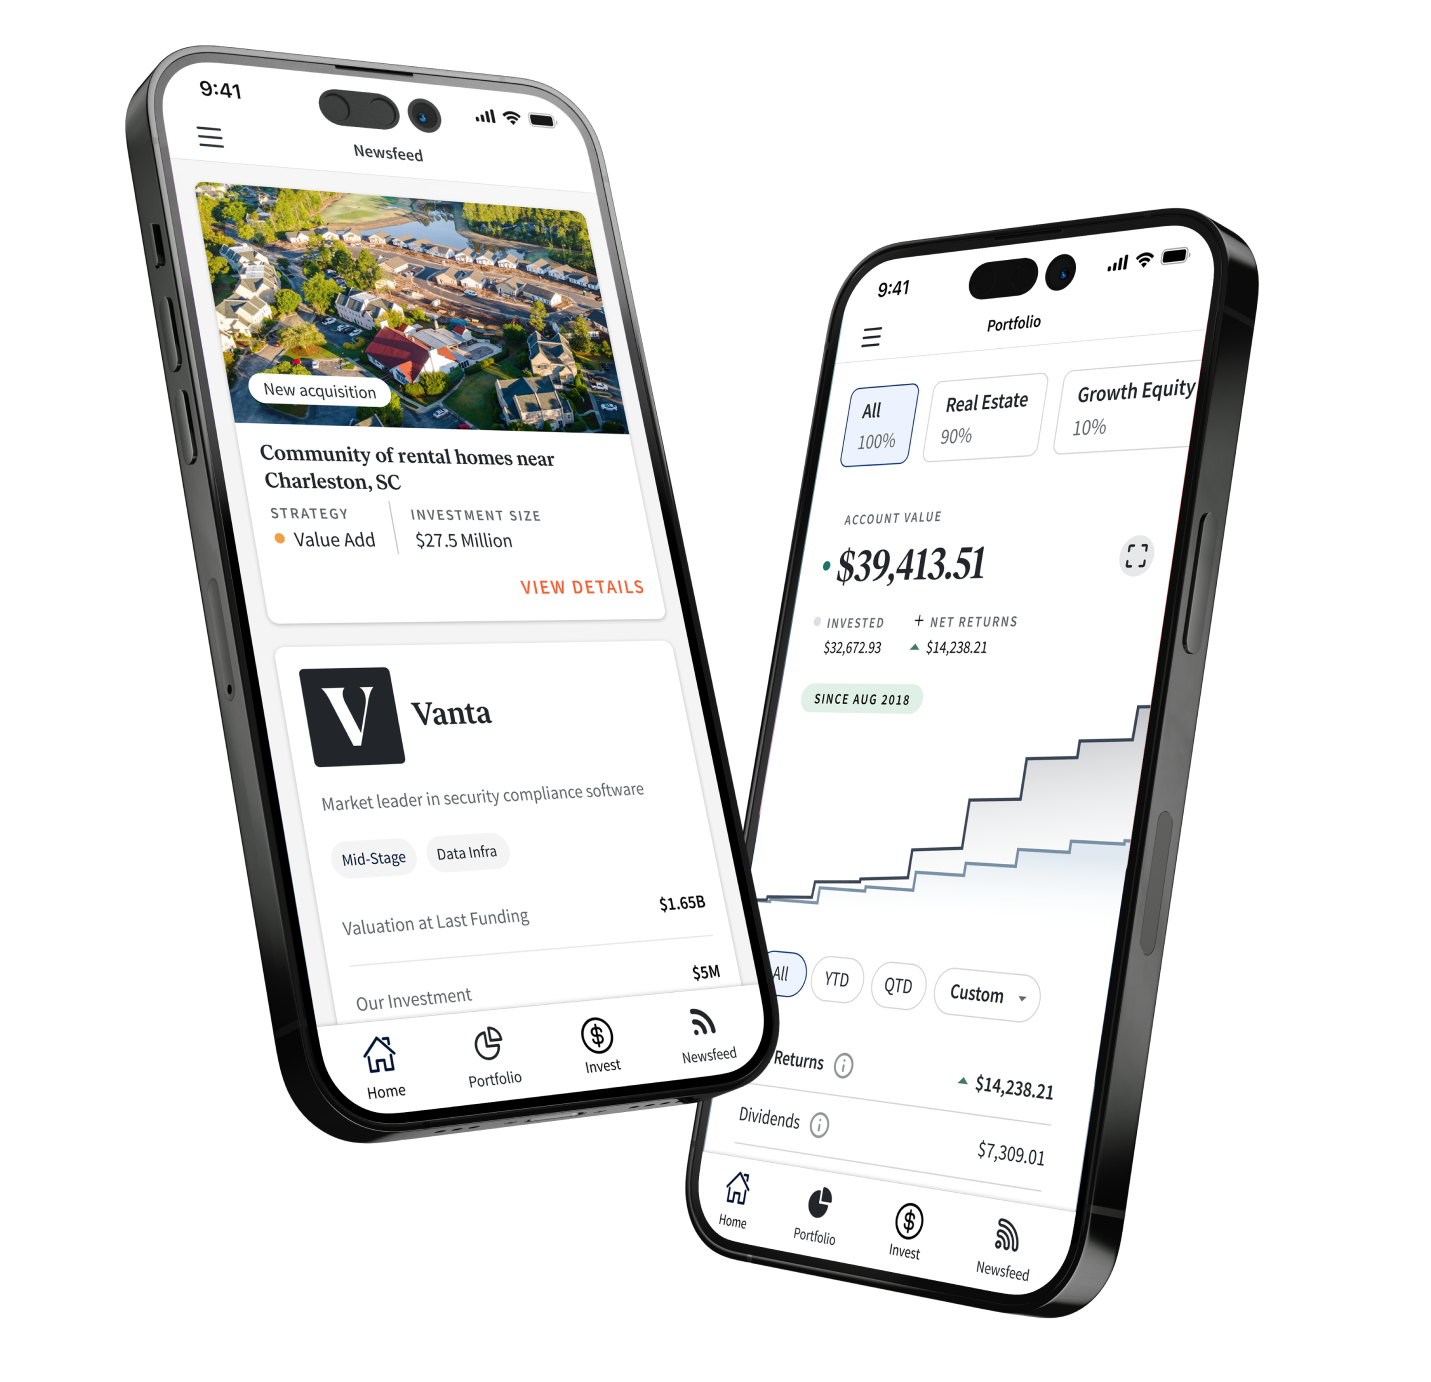 9:41
Newsfeed
New acquisition
Community of rental homes near
Charleston, SC
STRATEGY
INVESTMENT SIZE
Value Add
$27.5 Million
VIEW DETAILS
V
Vanta
Market leader in security compliance software
Mid-Stage
Data Infra
Valuation at Last Funding
$1.65B
Our Investment
$5M
Home
Portfolio
Invest
Newsfeed
9:41
Portfolio
All
100%
Real Estate
90%
Growth Equity
10%
ACCOUNT VALUE
$39,413.51
INVESTED
+ NET RETURNS
$32,672.93
$14,238.21
SINCE AUG 2018
All
YTD
QTD
Custom
Returns
$14,238.21
Dividends
$7,309.01
Home
Portfolio
Invest
Newsfeed